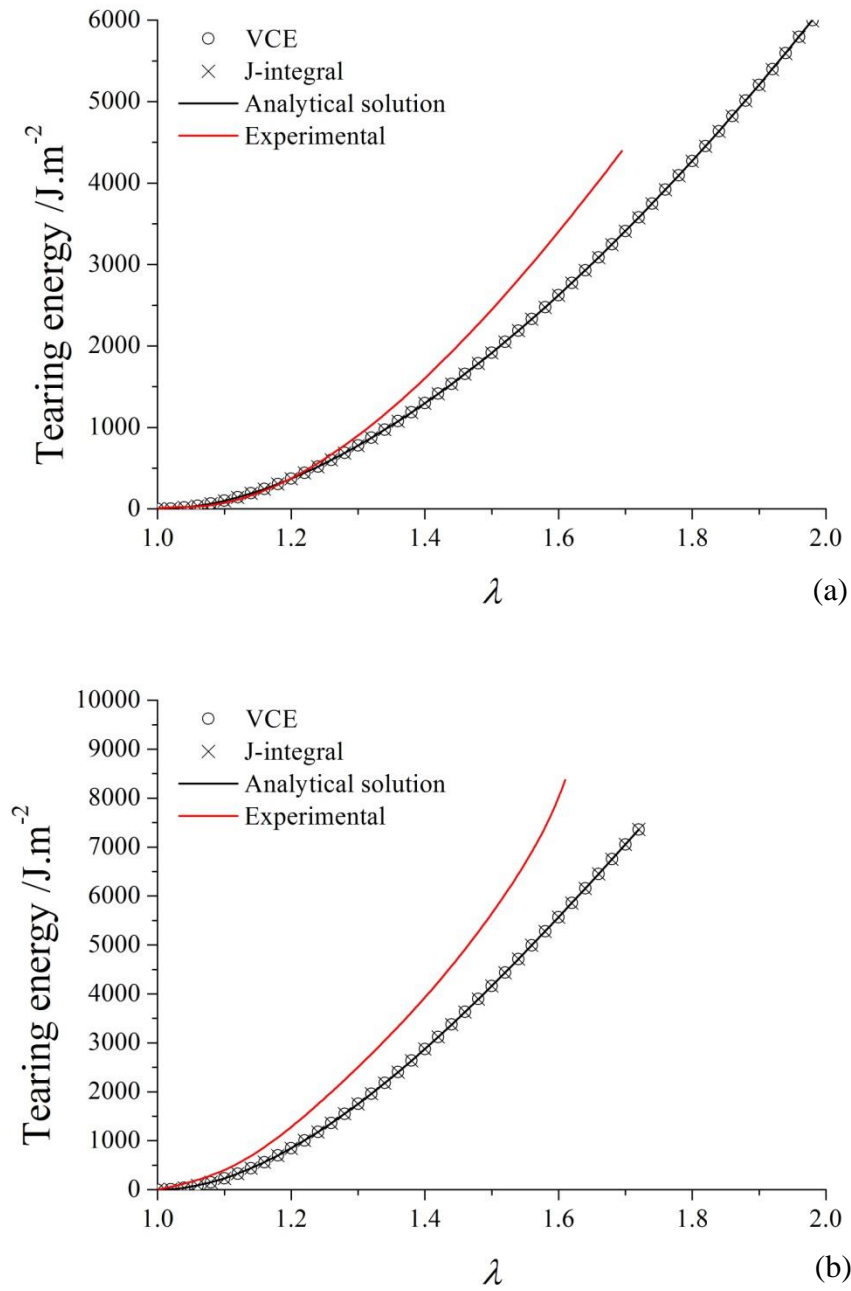 6000
5000
4000
3000
2000
1000
0
Tearing energy /J.m-2
VCE
J-integral
Analytical solution
Experimental
1.0 1.2 1.4 1.6 1.8 2.0
λ
(a)
10000
9000
8000
7000
6000
5000
4000
3000
2000
1000
0
Tearing energy /J.m-2
VCE
J-integral
Analytical solution
Experimental
1.0 1.2 1.4 1.6 1.8 2.0
λ
(b)